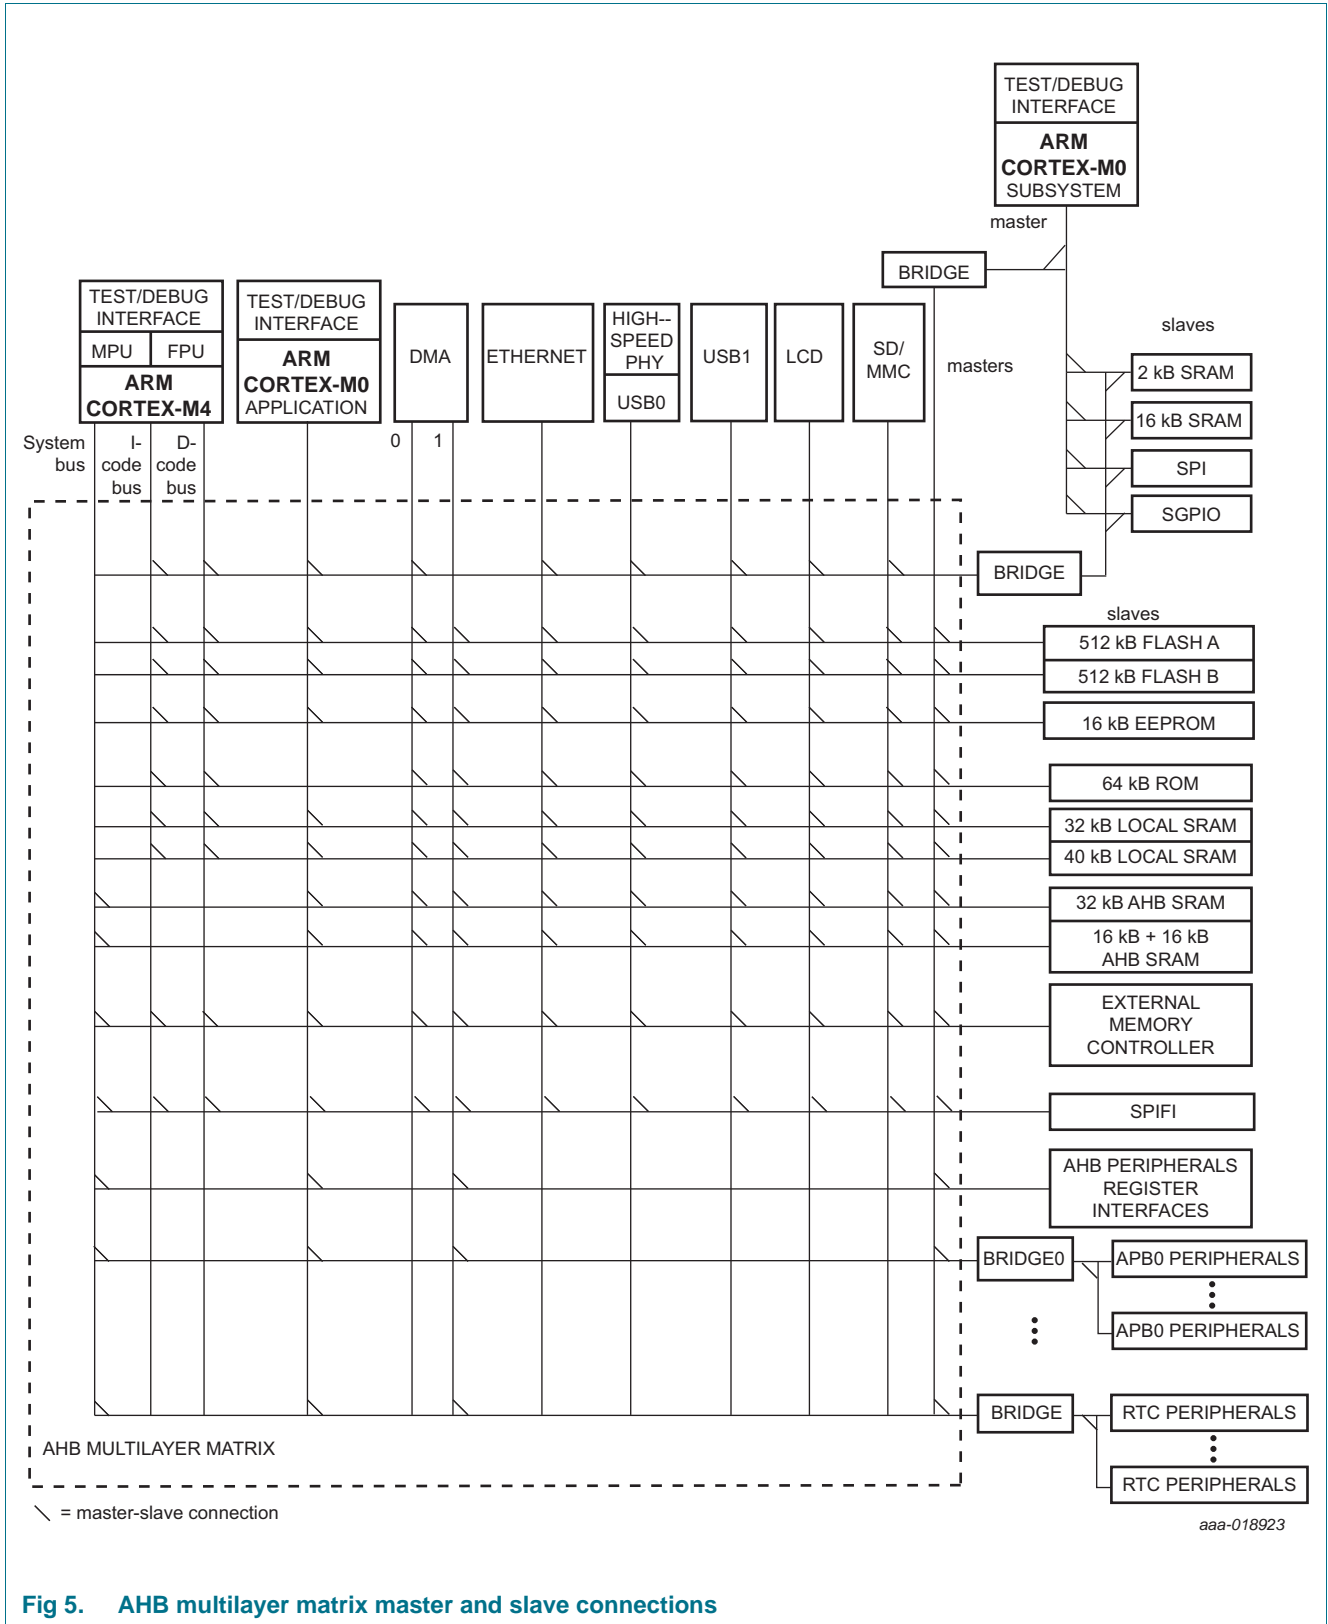 TEST/DEBUG
INTERFACE
ARM
CORTEX-M0
SUBSYSTEM
master
BRIDGE
slaves
2 kB SRAM
16 kB SRAM
SPI
SGPIO
TEST/DEBUG
INTERFACE
MPU
FPU
ARM
CORTEX-M4
TEST/DEBUG
INTERFACE
ARM
CORTEX-M0
APPLICATION
DMA
ETHERNET
HIGH--
SPEED
PHY
USB0
USB1
LCD
SD/
MMC
masters
System
bus
I-
code
bus
D-
code
bus
0
1
BRIDGE
slaves
512 kB FLASH A
512 kB FLASH B
16 kB EEPROM
64 kB ROM
32 kB LOCAL SRAM
40 kB LOCAL SRAM
32 kB AHB SRAM
16 kB + 16 kB
AHB SRAM
EXTERNAL
MEMORY
CONTROLLER
SPIFI
AHB PERIPHERALS
REGISTER
INTERFACES
BRIDGE0
APB0 PERIPHERALS
APB0 PERIPHERALS
BRIDGE
RTC PERIPHERALS
RTC PERIPHERALS
AHB MULTILAYER MATRIX
= master-slave connection
aaa-018923
Fig 5. AHB multilayer matrix master and slave connections